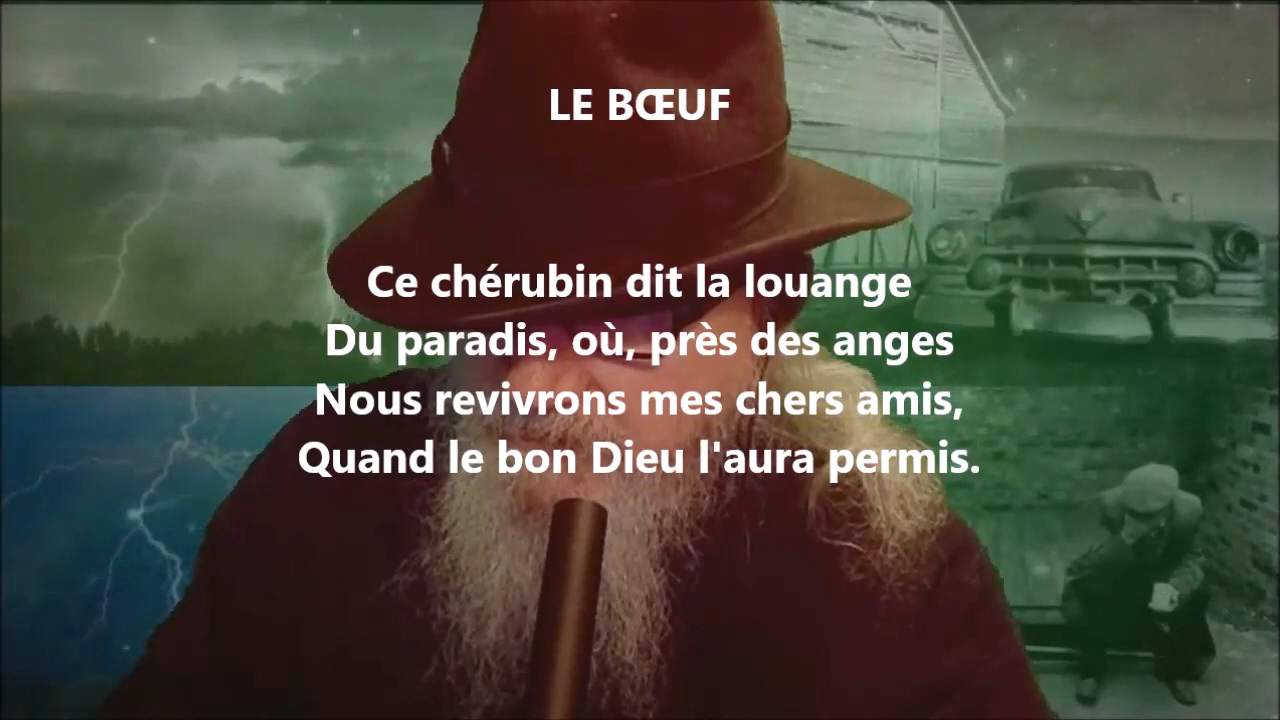 LE BŒUF
Ce chérubin dit la louange
Du paradis, où, près des anges
Nous revivrons mes chers amis,
Quand le bon Dieu l'aura permis.